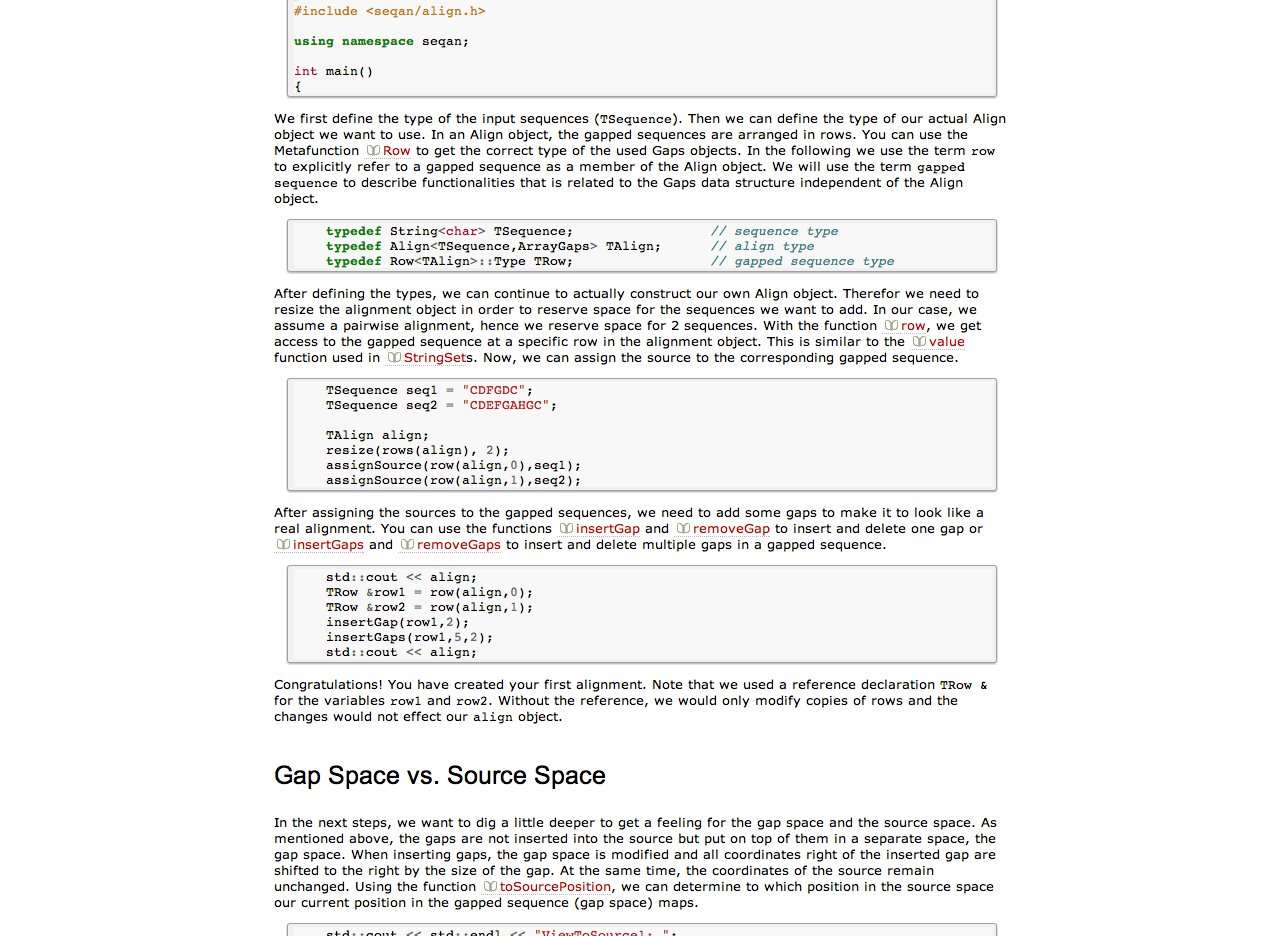 #include <seqan/align.h>
using namespace seqan;
int main()
{
We first define the type of the input sequences (TSequence). Then we can define the type of our actual Align
object we want to use. In an Align object, the gapped sequences are arranged in rows. You can use the
Metafunction Row to get the correct type of the used Gaps objects. In the following we use the term row
to explicitly refer to a gapped sequence as a member of the Align object. We will use the term gapped
sequence to describe functionalities that is related to the Gaps data structure independent of the Align
object.
typedef String<char> TSequence; // sequence type
typedef Align<TSequence,ArrayGaps> TAlign; // align type
typedef Row<TAlign>::Type TRow; // gapped sequence type
After defining the types, we can continue to actually construct our own Align object. Therefor we need to
resize the alignment object in order to reserve space for the sequences we want to add. In our case, we
assume a pairwise alignment, hence we reserve space for 2 sequences. With the function row, we get
access to the gapped sequence at a specific row in the alignment object. This is similar to the value
function used in StringSets. Now, we can assign the source to the corresponding gapped sequence.
TSequence seq1 = "CDFGDC";
TSequence seq2 = "CDEFGAHGC";
TAlign align;
resize(rows(align), 2);
assignSource(row(align,0),seq1);
assignSource(row(align,1),seq2);
After assigning the sources to the gapped sequences, we need to add some gaps to make it to look like a
real alignment. You can use the functions insertGap and removeGap to insert and delete one gap or
insertGaps and removeGaps to insert and delete multiple gaps in a gapped sequence.
std::cout << align;
TRow &row1 = row(align,0);
TRow &row2 = row(align,1);
insertGap(row1,2);
insertGaps(row1,5,2);
std::cout << align;
Congratulations! You have created your first alignment. Note that we used a reference declaration TRow &
for the variables row1 and row2. Without the reference, we would only modify copies of rows and the
changes would not effect our align object.
Gap Space vs. Source Space
In the next steps, we want to dig a little deeper to get a feeling for the gap space and the source space. As
mentioned above, the gaps are not inserted into the source but put on top of them in a separate space, the
gap space. When inserting gaps, the gap space is modified and all coordinates right of the inserted gap are
shifted to the right by the size of the gap. At the same time, the coordinates of the source remain
unchanged. Using the function toSourcePosition, we can determine to which position in the source space
our current position in the gapped sequence (gap space) maps.
std::cout << std::endl << "ViewToSource1: ";